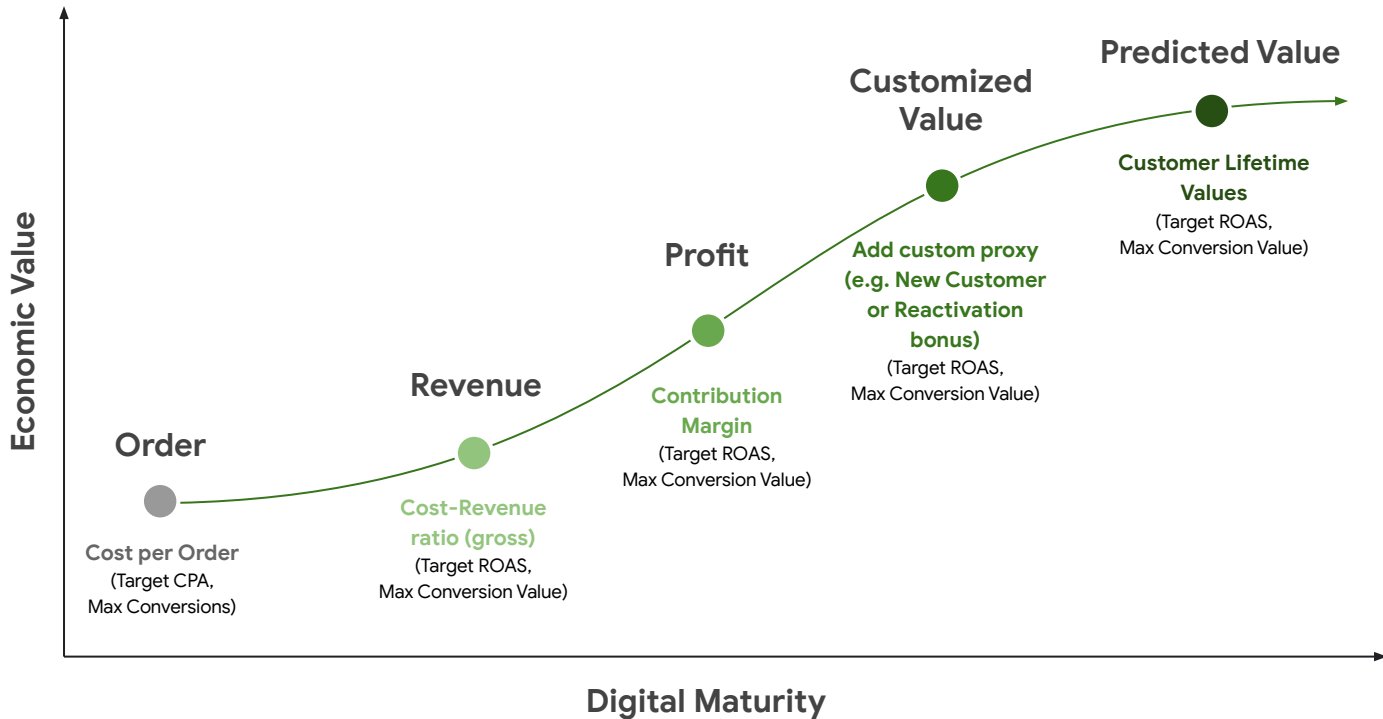 Predicted Value
Customized
Value
Customer Lifetime
Values
(Target ROAS,
Max Conversion Value)
Profit
Add custom proxy
(e.g. New Customer
or Reactivation
bonus)
(Target ROAS,
Max Conversion Value)
Revenue
Contribution
Margin
(Target ROAS,
Max Conversion Value)
Order
Cost-Revenue
ratio (gross)
(Target ROAS,
Max Conversion Value)
Cost per Order
(Target CPA,
Max Conversions)
Economic Value
Digital Maturity